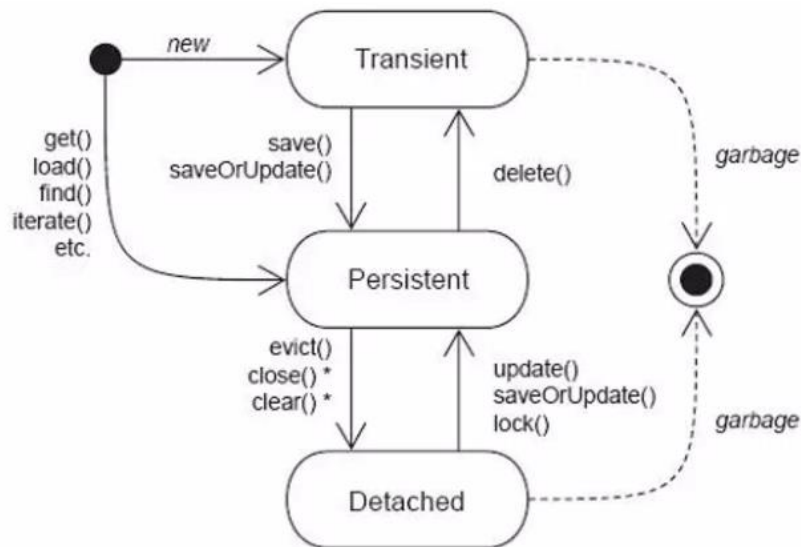 new
Transient
get()
load()
find()
iterate()
etc.
save()
saveOrUpdate()
delete()
garbage
Persistent
evict()
close() *
clear() *
update()
saveOrUpdate()
lock()
garbage
Detached